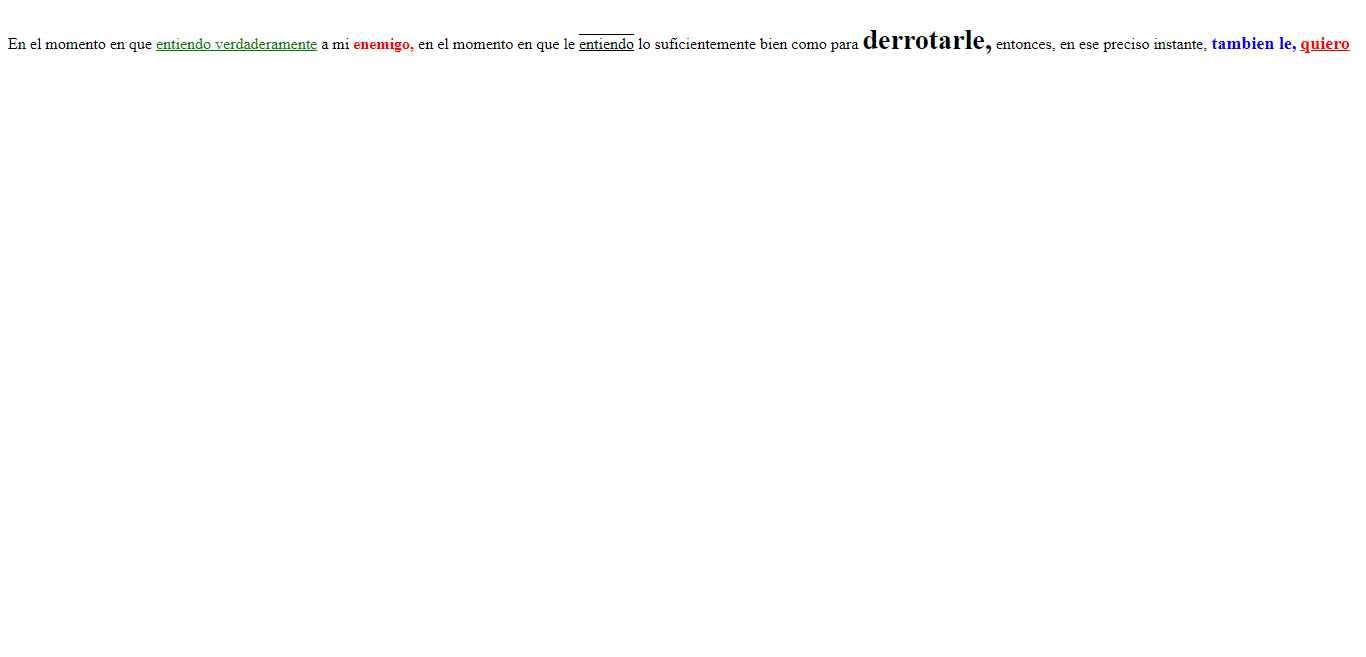 En el momento en que entiendo verdaderamente a mi enemigo, en el momento en que le entiendo lo suficientemente bien como para derrotarle, entonces, en ese preciso instante, tambien le, quiero